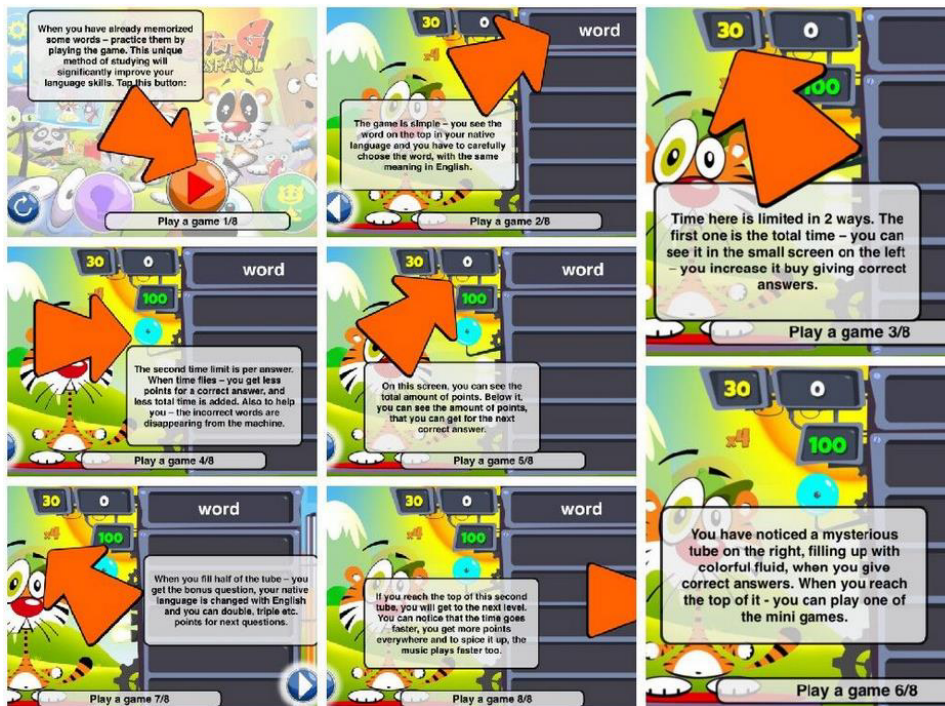 When you have already memorized
some words – practice them by
playing the game. This unique
method of studying will
significantly improve your
language skills. Tap this button:
Play a game 1/8
30 0
word
The game is simple – you see the
word on the top in your native
language and you have to carefully
choose the word, with the same
meaning in English.
Play a game 2/8
30 0
100
Time here is limited in 2 ways. The
first one is the total time – you can
see it in the small screen on the left
– you increase it buy giving correct
answers.
Play a game 3/8
30 0
word
100
The second time limit is per answer.
When time flies – you get less
points for a correct answer, and
less total time is added. Also to help
you – the incorrect words are
disappearing from the machine.
Play a game 4/8
30 0
word
100
On this screen, you can see the
total amount of points. Below it,
you can see the amount of points,
that you can get for the next
correct answer.
Play a game 5/8
30 0
x4
100
You have noticed a mysterious
tube on the right, filling up with
colorful fluid, when you give
correct answers. When you reach
the top of it - you can play one of
the mini games.
Play a game 6/8
30 0
word
x4
100
When you fill half of the tube – you
get the bonus question, your native
language is changed with English
and you can double, triple etc.
points for next questions.
Play a game 7/8
30 0
word
x4
100
If you reach the top of this second
tube, you will get to the next level.
You can notice that the time goes
faster, you get more points
everywhere and to spice it up, the
music plays faster too.
Play a game 8/8